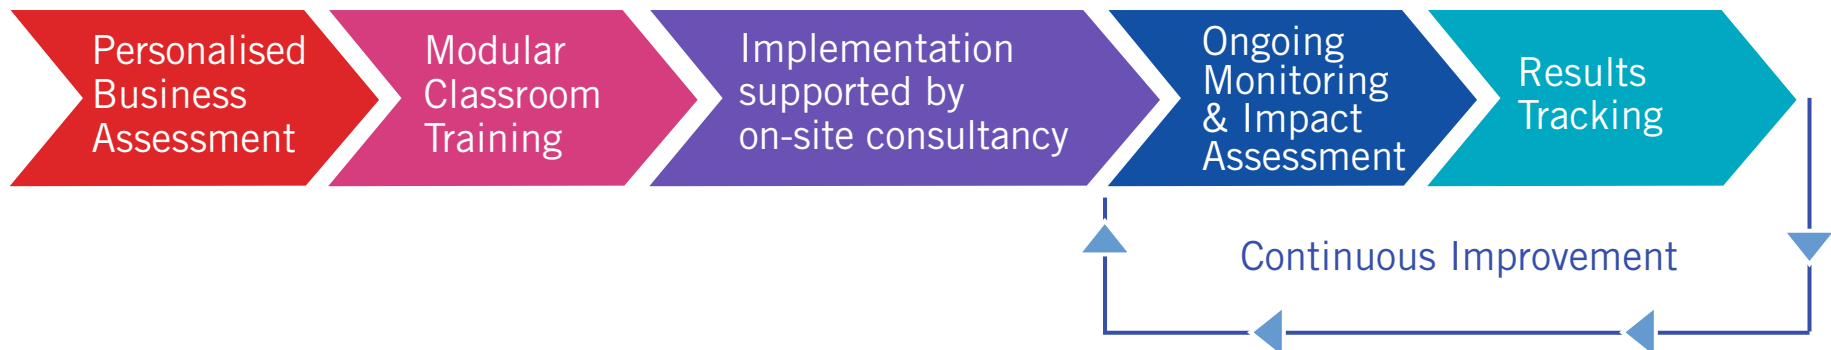 Personalised
Business
Assessment
Modular
Classroom
Training
Implementation
supported by
on-site consultancy
Ongoing
Monitoring
& Impact
Assessment
Results
Tracking
Continuous Improvement